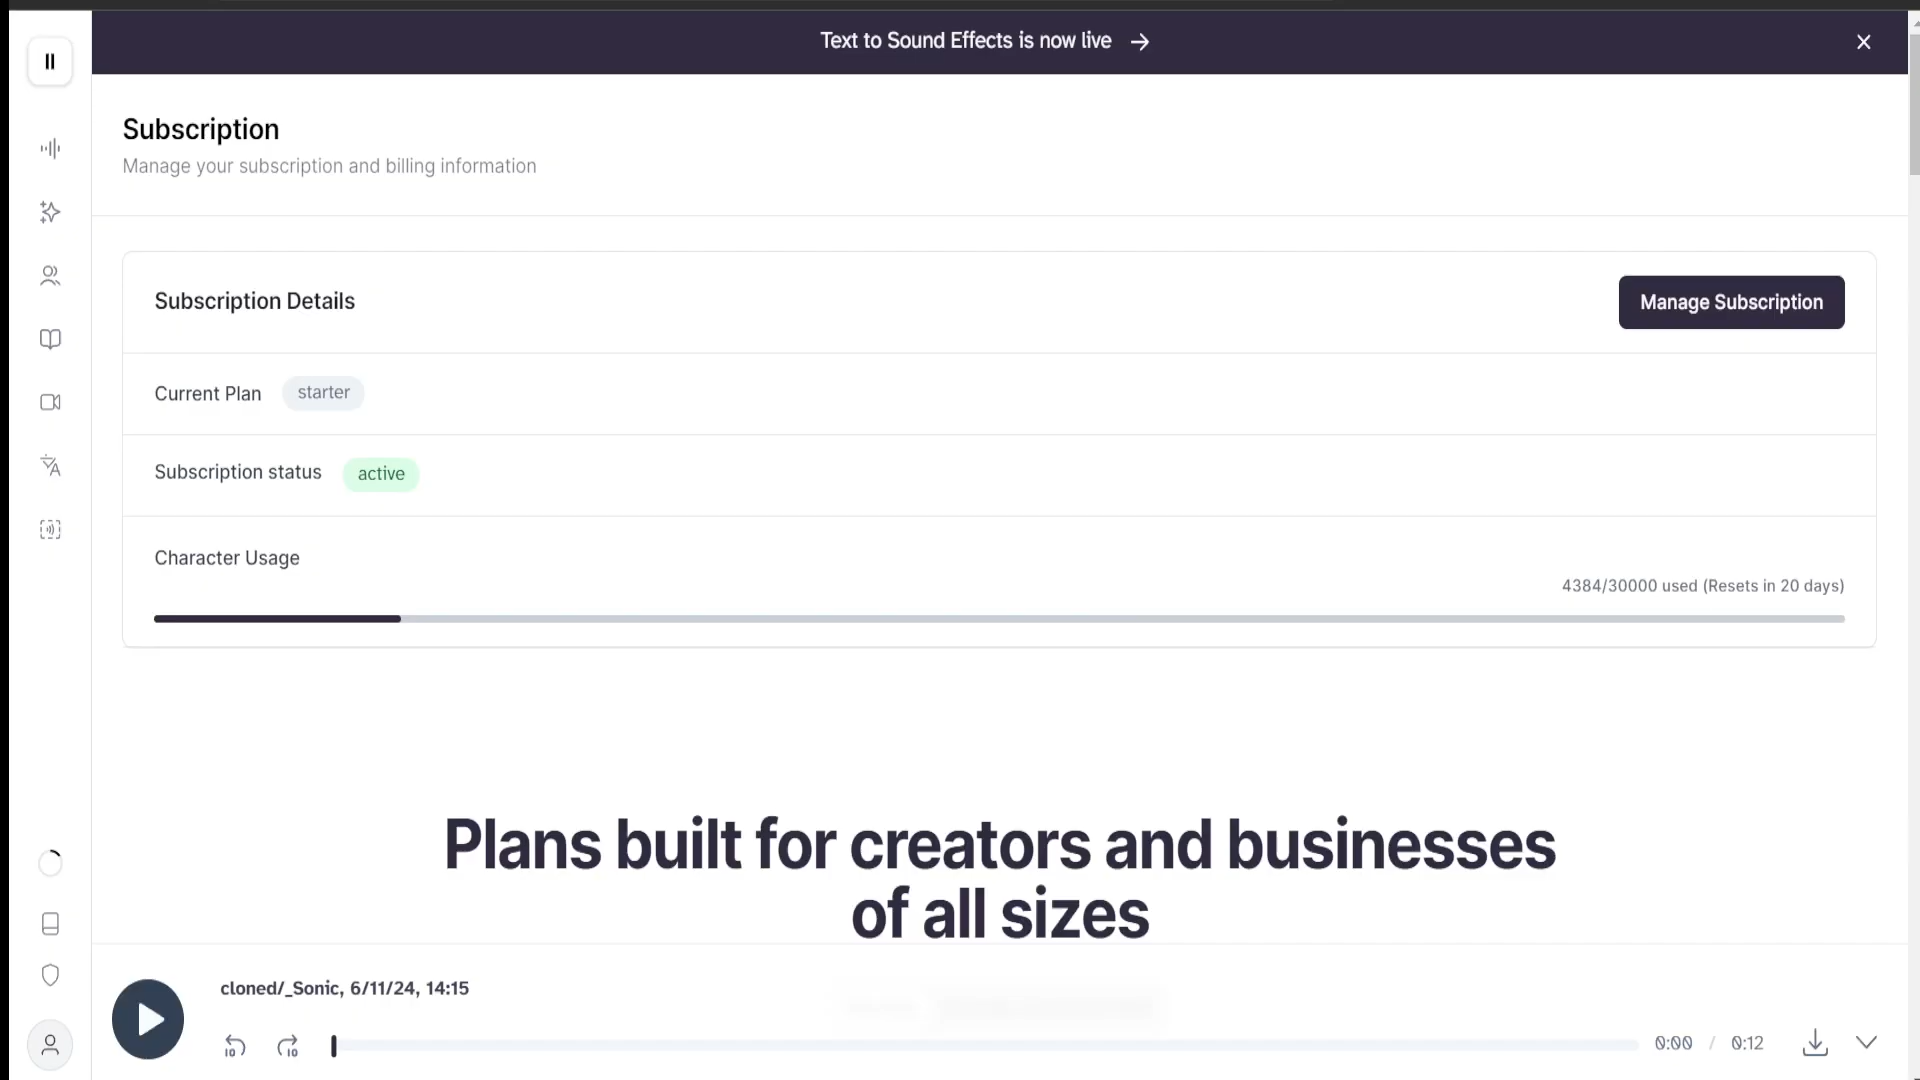 Text to Sound Effects is now live
Subscription
Manage your subscription and billing information
Subscription Details
Manage Subscription
Current Plan
starter
Subscription status
active
Character Usage
4384/30000 used (Resets in 20 days)
Plans built for creators and businesses
of all sizes
cloned/_Sonic, 6/11/24, 14:15
10
10
0:00 / 0:12